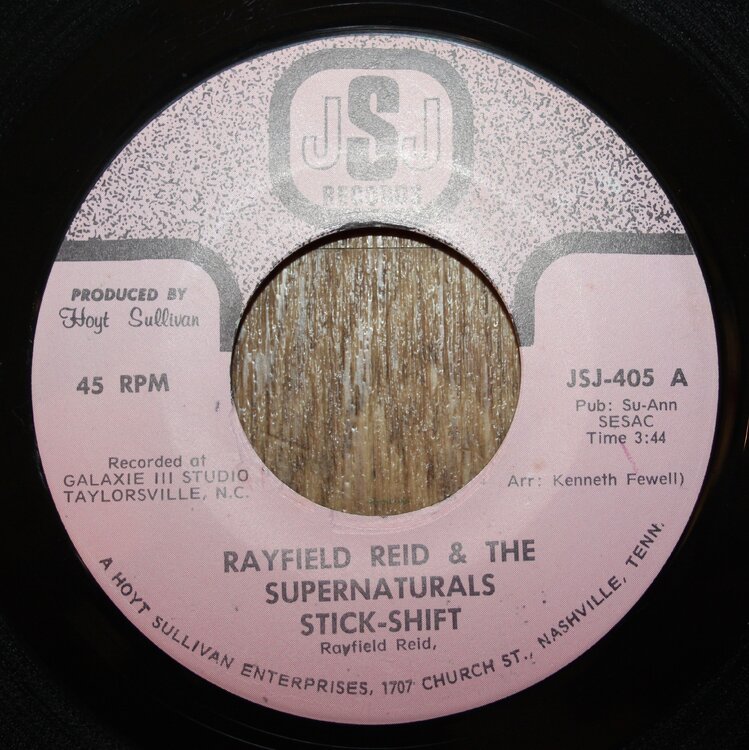 JSJ
RECORDS
PRODUCED BY
Hoyt Sullivan
45 RPM
Recorded at
GALAXIE III STUDIO
TAYLORSVILLE, N.C.
JSJ-405 A
Pub: Su-Ann
SESAC
Time 3:44
Arr: Kenneth Fewell)
RAYFIELD REID & THE
SUPERNATURALS
STICK-SHIFT
Rayfield Reid,
A HOYT SULLIVAN ENTERPRISES, 1707 CHURCH ST., NASHVILLE, TENN.